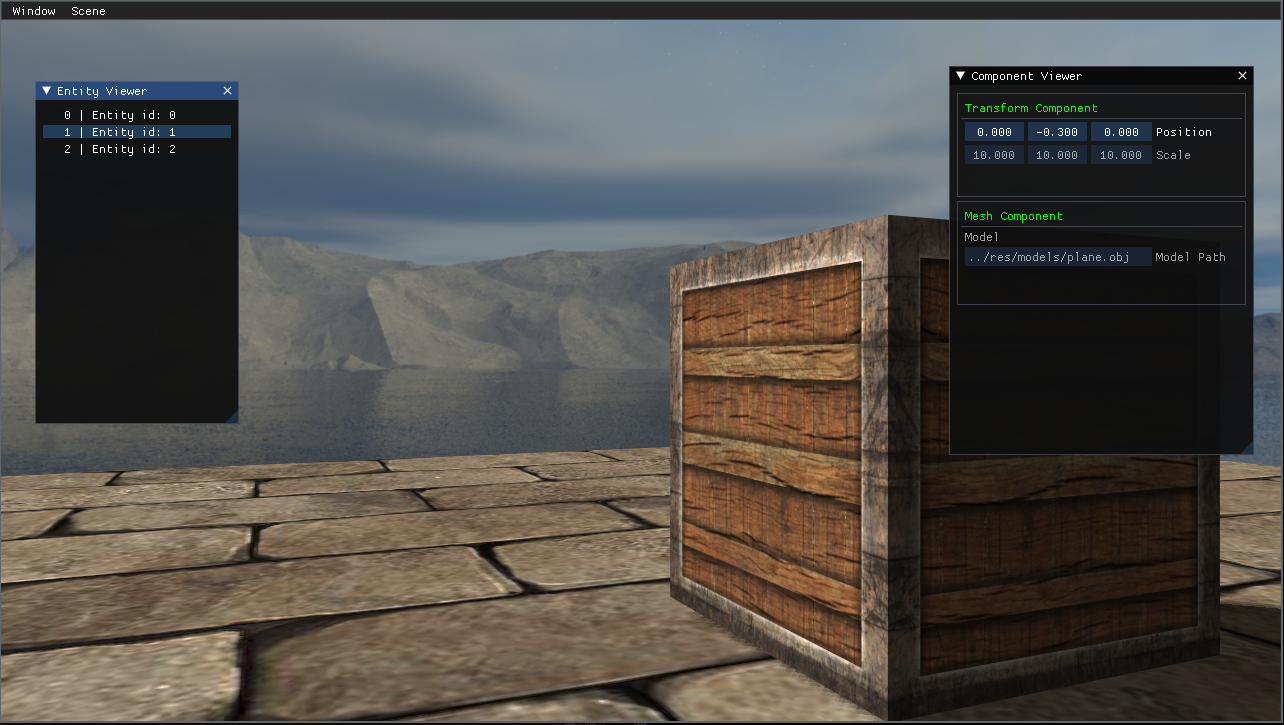 Window Scene
Entity Viewer
0 | Entity id: 0
1 | Entity id: 1
2 | Entity id: 2
Component Viewer
Transform Component
0.000 -0.300 0.000 Position
10.000 10.000 10.000 Scale
Mesh Component
Model
../res/models/plane.obj Model Path